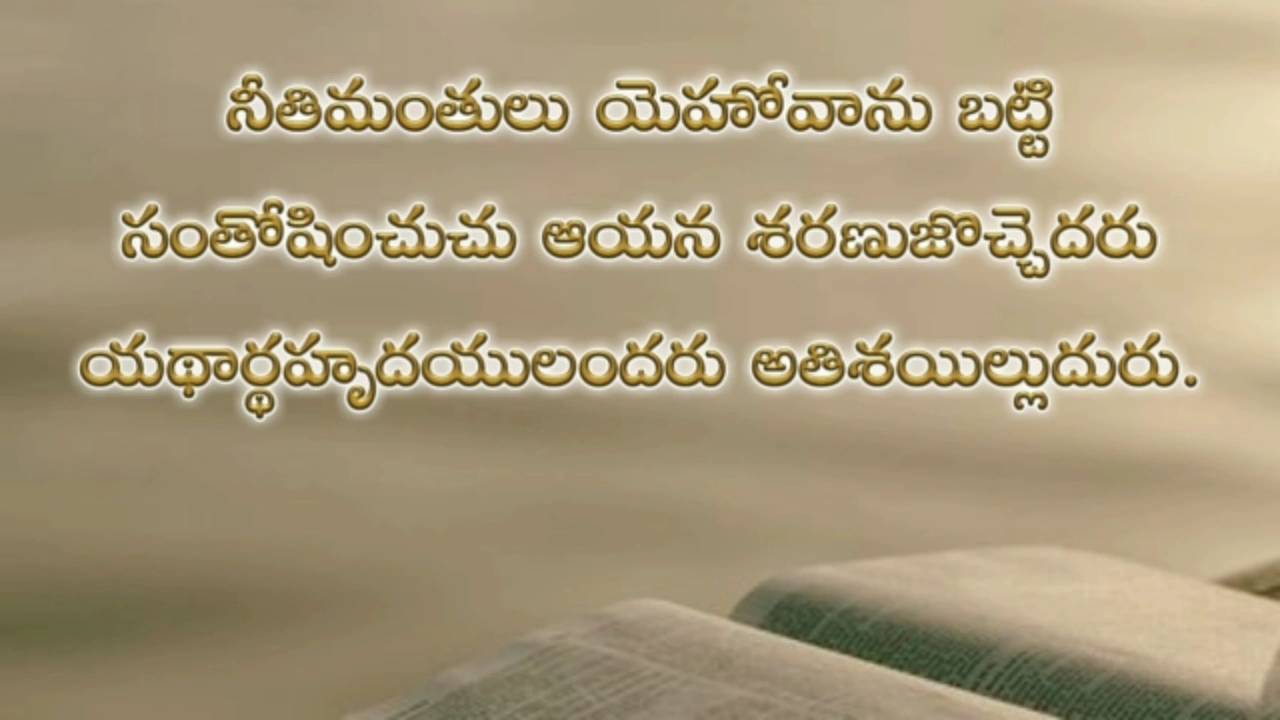 నీతిమంతులు యెహోవాను బట్టి
సంతోషించుచు ఆయన శరణుజొచ్చెదరు
యథార్థహృదయులందరు అతిశయిల్లుదురు.